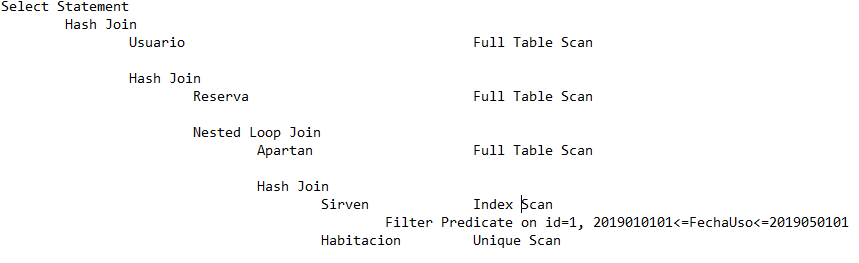 Select Statement
Hash Join
Usuario Full Table Scan
Hash Join
Reserva Full Table Scan
Nested Loop Join
Apartan Full Table Scan
Hash Join
Sirven Index Scan
Filter Predicate on id=1, 2019010101<=FechaUso<=2019050101
Habitacion Unique Scan